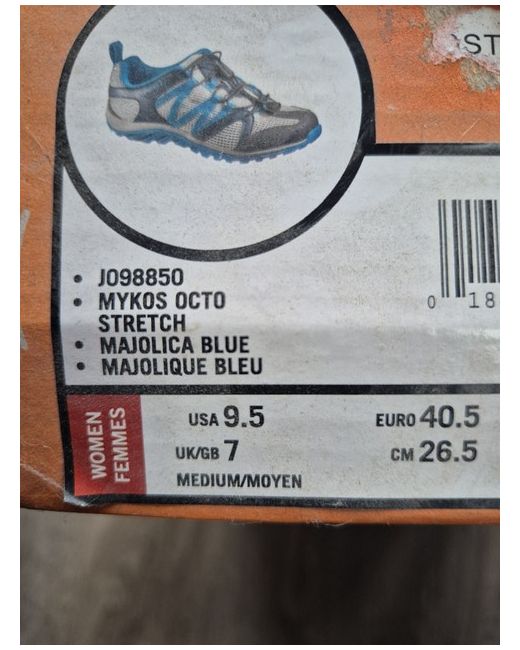 ST
0 18
• J098850
• MYKOS OCTO
STRETCH
• MAJOLICA BLUE
• MAJOLIQUE BLEU
WOMEN
FEMMES
USA 9.5 EURO 40.5
UK/GB 7 CM 26.5
MEDIUM/MOYEN